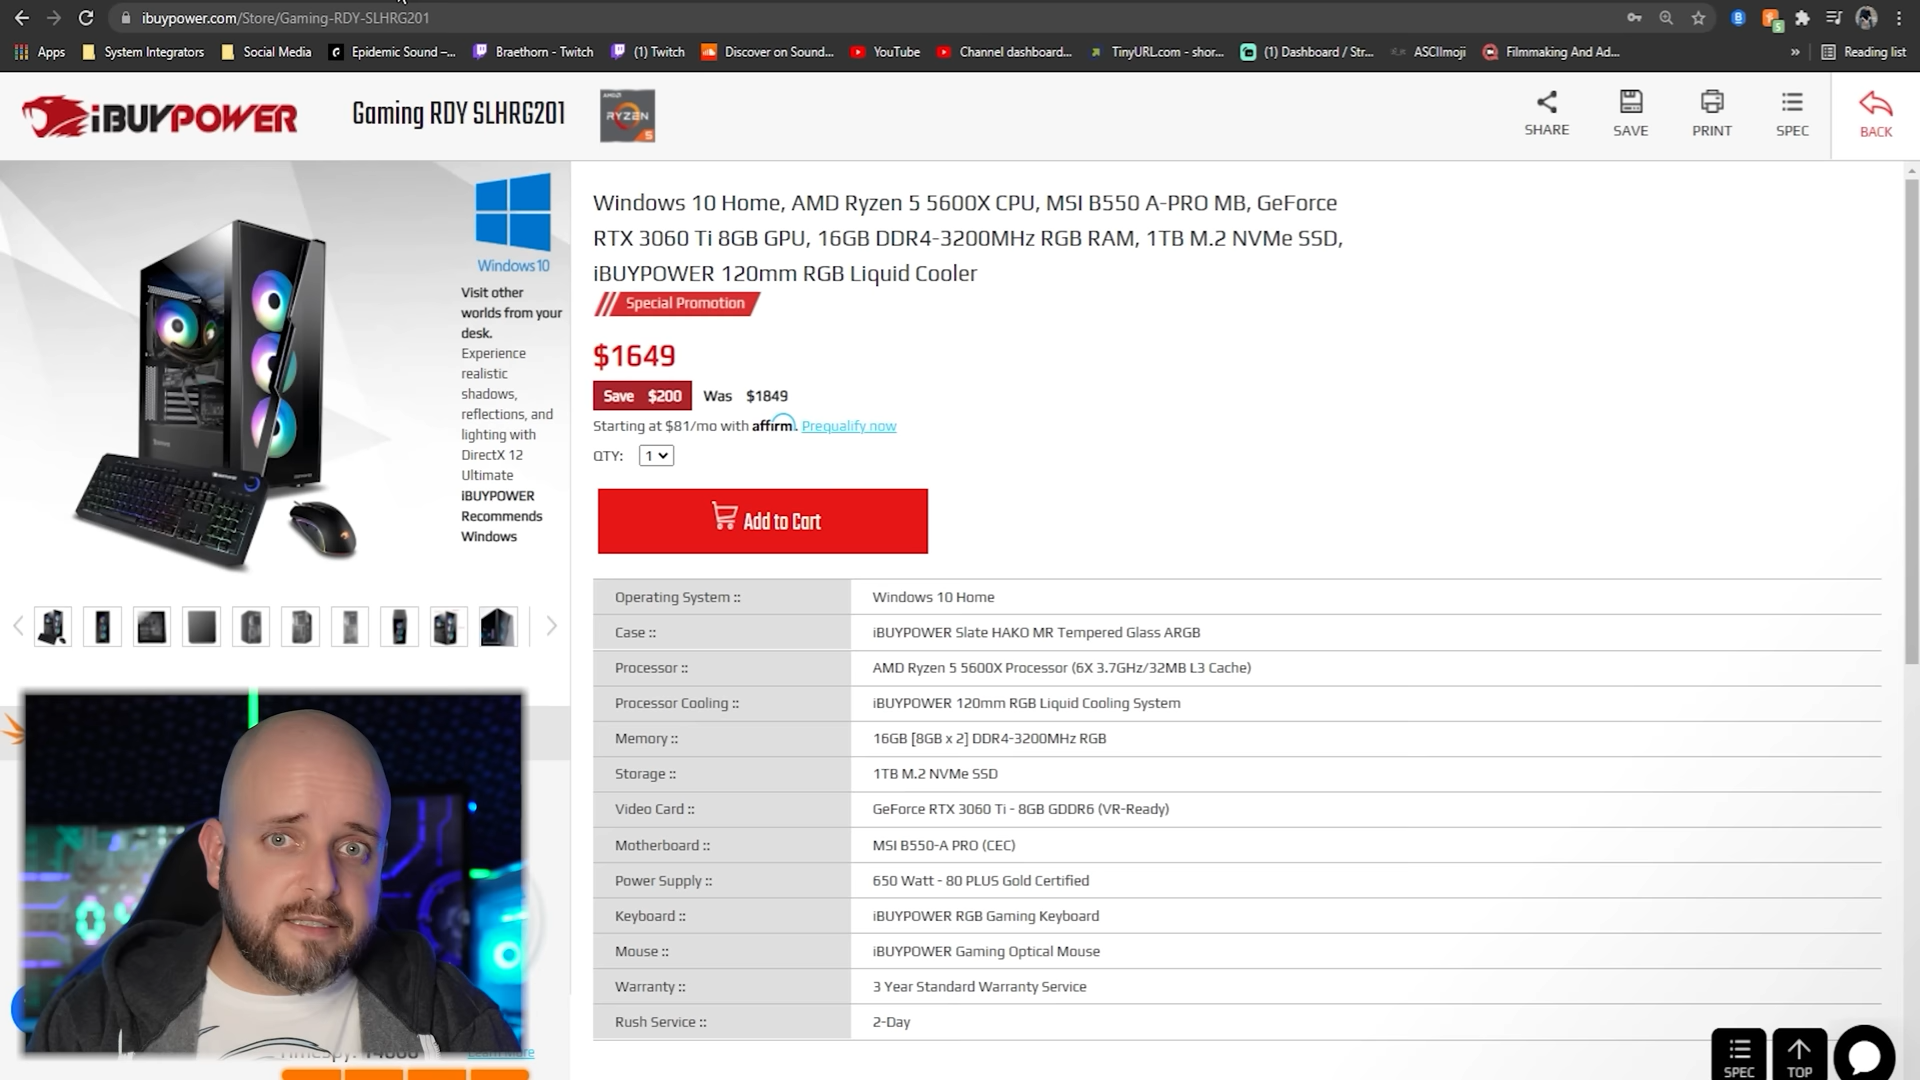 ibuypower.com/Store/Gaming-RDY-SLHRG201
Apps
System Integrators
Social Media
Epidemic Sound –...
Braethorn - Twitch
(1) Twitch
Discover on Sound...
YouTube
Channel dashboard...
TinyURL.com - shor...
(1) Dashboard / Str...
ASCIImoji
Filmmaking And Ad...
»
Reading list
iBUYPOWER
Gaming RDY SLHRG201
AMD
RYZEN
5
SHARE
SAVE
PRINT
SPEC
BACK
Windows 10
Visit other
worlds from your
desk.
Experience
realistic
shadows,
reflections, and
lighting with
DirectX 12
Ultimate
iBUYPOWER
Recommends
Windows
Windows 10 Home, AMD Ryzen 5 5600X CPU, MSI B550 A-PRO MB, GeForce
RTX 3060 Ti 8GB GPU, 16GB DDR4-3200MHz RGB RAM, 1TB M.2 NVMe SSD,
iBUYPOWER 120mm RGB Liquid Cooler
Special Promotion
$1649
Save $200 Was $1849
Starting at $81/mo with affirm. Prequalify now
QTY: 1
Add to Cart
Operating System :: Windows 10 Home
Case :: iBUYPOWER Slate HAKO MR Tempered Glass ARGB
Processor :: AMD Ryzen 5 5600X Processor (6X 3.7GHz/32MB L3 Cache)
Processor Cooling :: iBUYPOWER 120mm RGB Liquid Cooling System
Memory :: 16GB [8GB x 2] DDR4-3200MHz RGB
Storage :: 1TB M.2 NVMe SSD
Video Card :: GeForce RTX 3060 Ti - 8GB GDDR6 (VR-Ready)
Motherboard :: MSI B550-A PRO (CEC)
Power Supply :: 650 Watt - 80 PLUS Gold Certified
Keyboard :: iBUYPOWER RGB Gaming Keyboard
Mouse :: iBUYPOWER Gaming Optical Mouse
Warranty :: 3 Year Standard Warranty Service
Rush Service :: 2-Day
Learn More
SPEC
TOP